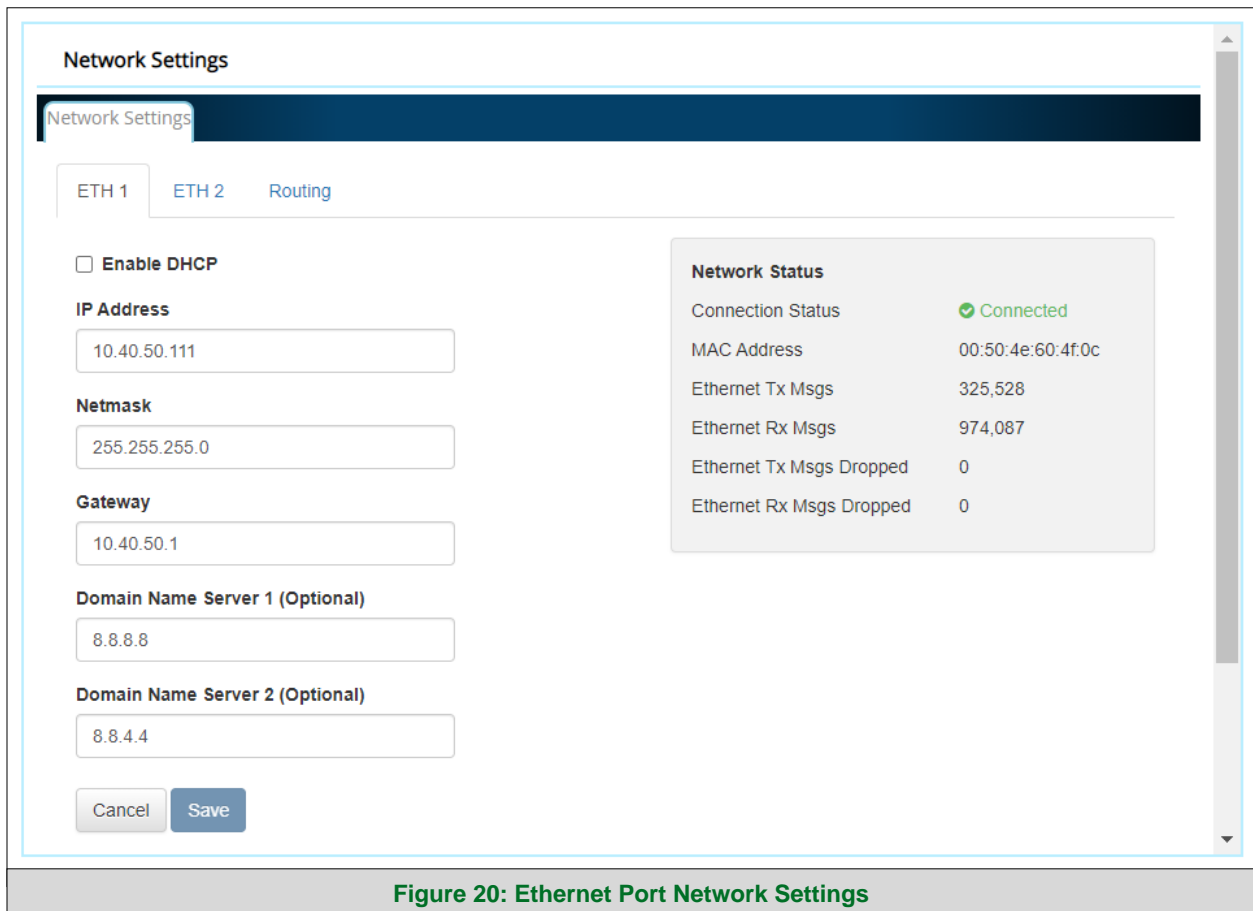 Network Settings
Network Settings
ETH 1 ETH 2 Routing
Enable DHCP
IP Address
10.40.50.111
Netmask
255.255.255.0
Gateway
10.40.50.1
Domain Name Server 1 (Optional)
8.8.8.8
Domain Name Server 2 (Optional)
8.8.4.4
Cancel Save
Network Status
Connection Status Connected
MAC Address 00:50:4e:60:4f:0c
Ethernet Tx Msgs 325,528
Ethernet Rx Msgs 974,087
Ethernet Tx Msgs Dropped 0
Ethernet Rx Msgs Dropped 0
Figure 20: Ethernet Port Network Settings